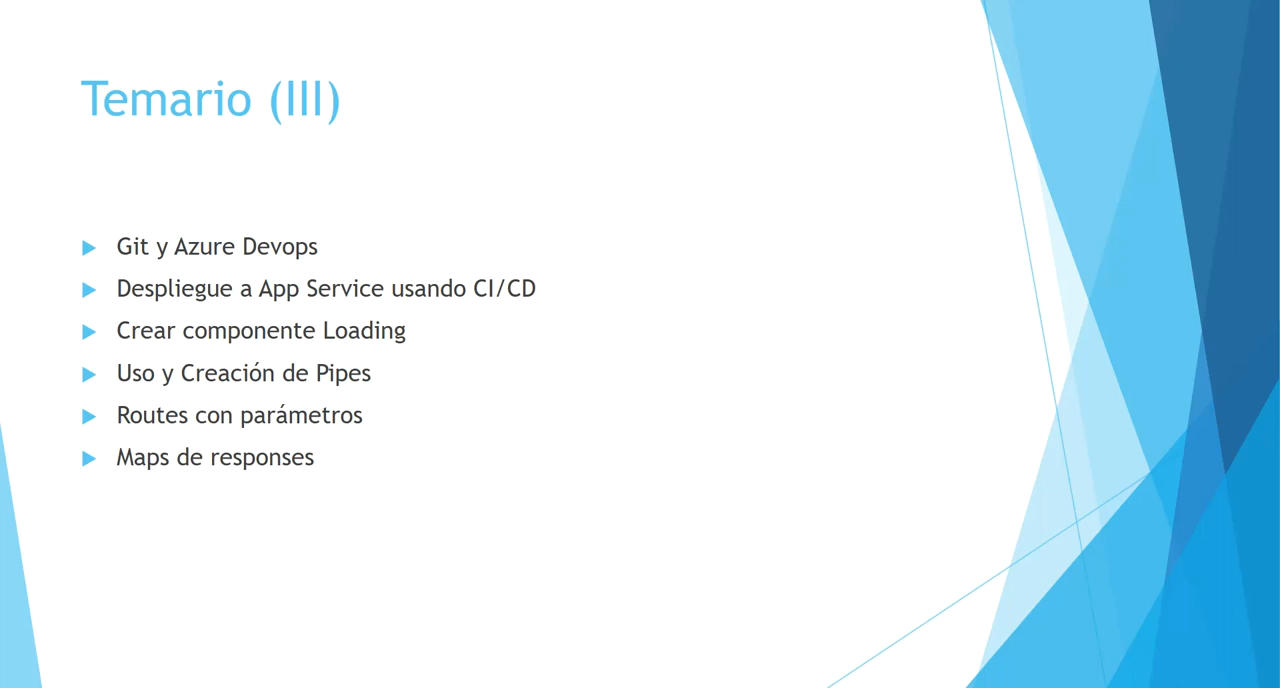 Temario (III)
Git y Azure Devops
Despliegue a App Service usando CI/CD
Crear componente Loading
Uso y Creación de Pipes
Routes con parámetros
Maps de responses